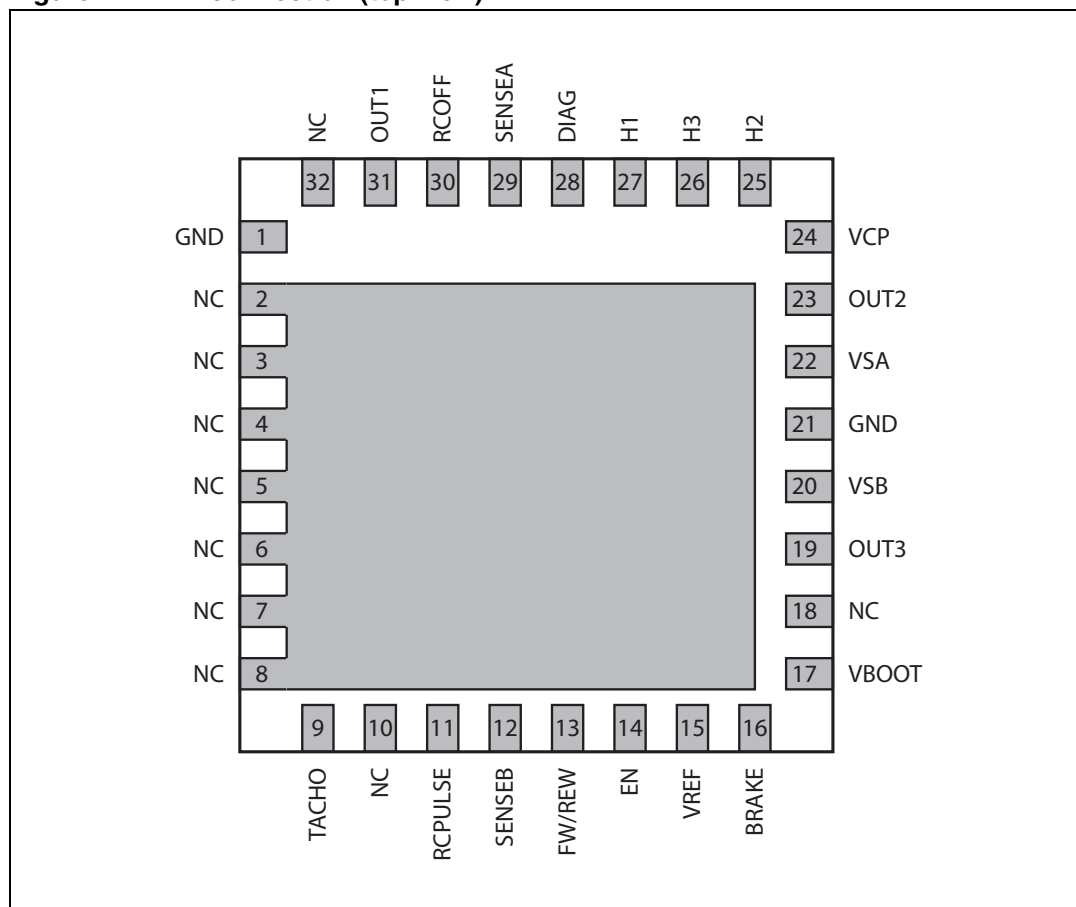 NC
OUT1
RCOFF
SENSEA
DIAG
H1
H3
H2
32 31 30 29 28 27 26 25
GND 1 24 VCP
NC 2 23 OUT2
NC 3 22 VSA
NC 4 21 GND
NC 5 20 VSB
NC 6 19 OUT3
NC 7 18 NC
NC 8 17 VBOOT
9 10 11 12 13 14 15 16
TACHO
NC
RCPULSE
SENSEB
FW/REW
EN
VREF
BRAKE